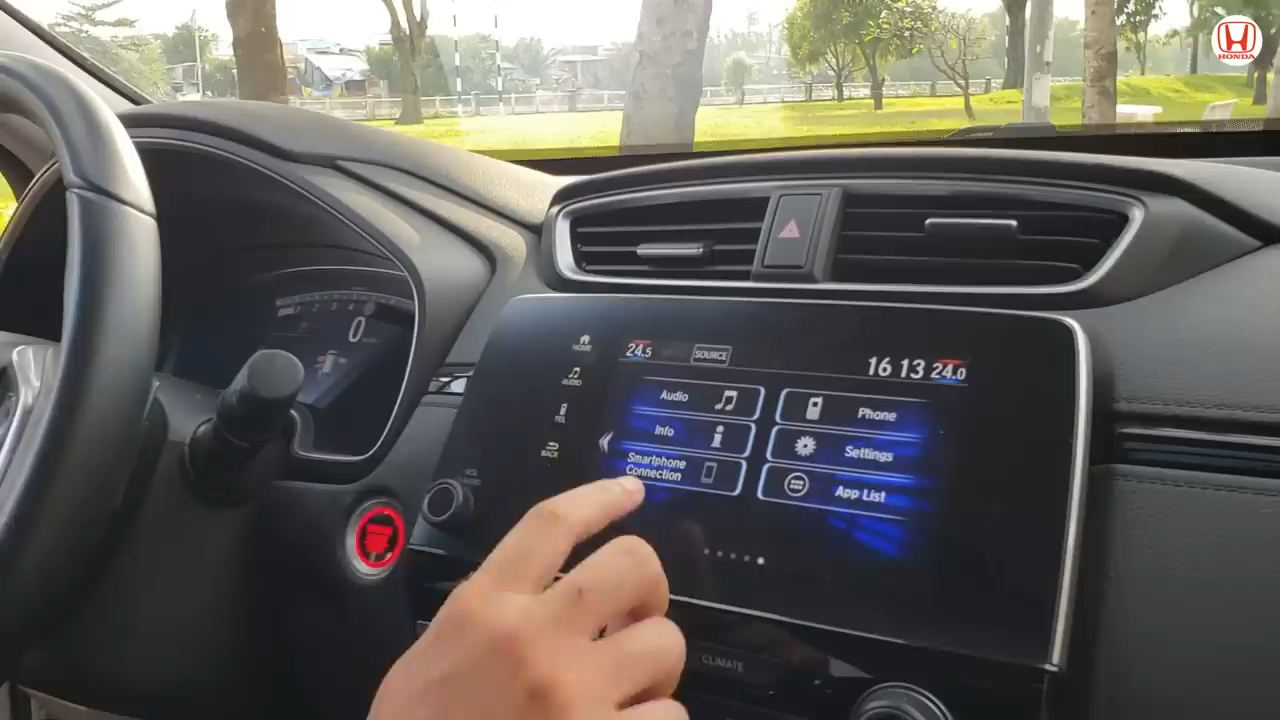 HONDA
0
24.5
SOURCE
16 13
24.0
HOME
AUDIO
TEL
BACK
Audio
Phone
Info
Settings
Smartphone
Connection
App List
CLIMATE